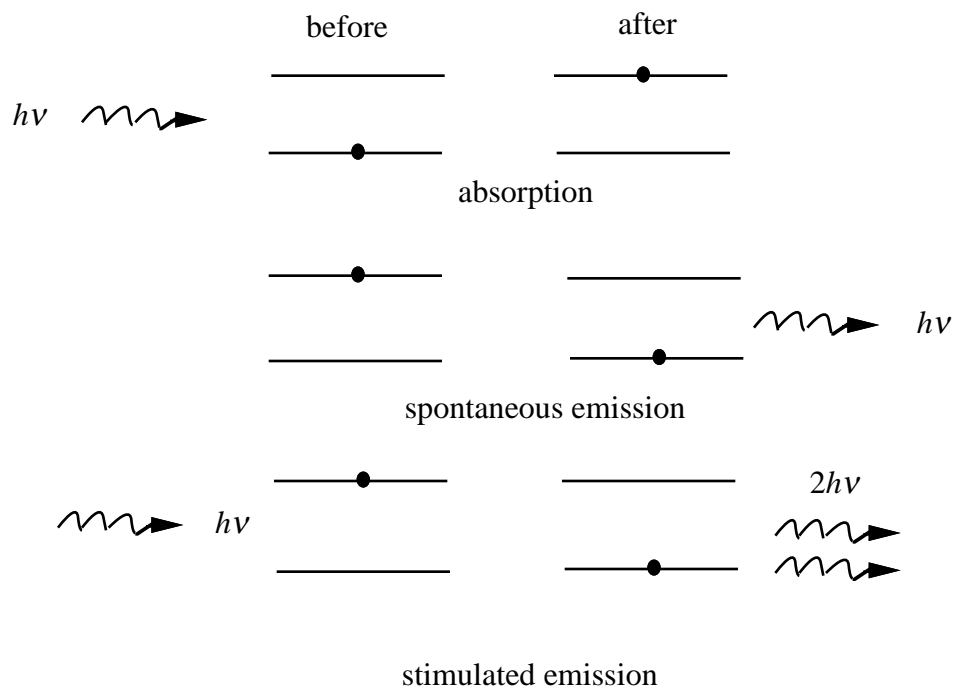 before
after
hν
absorption
hν
spontaneous emission
2hν
hν
stimulated emission